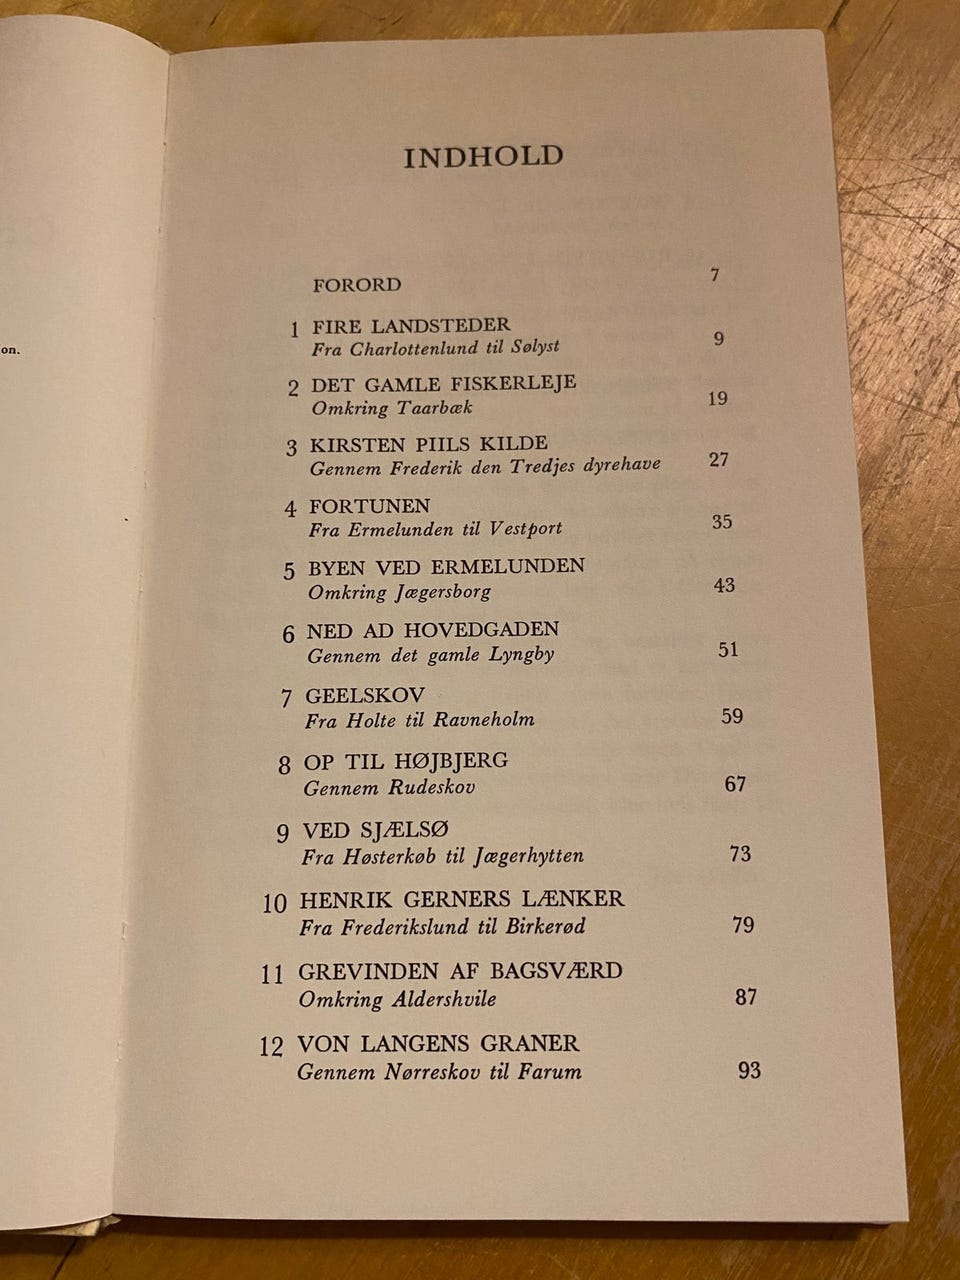 on.
INDHOLD
FORORD 7
1 FIRE LANDSTEDER
Fra Charlottenlund til Sølyst 9
2 DET GAMLE FISKERLEJE
Omkring Taarbæk 19
3 KIRSTEN PIILS KILDE
Gennem Frederik den Tredjes dyrehave 27
4 FORTUNEN
Fra Ermelunden til Vestport 35
5 BYEN VED ERMELUNDEN
Omkring Jægersborg 43
6 NED AD HOVEDGADEN
Gennem det gamle Lyngby 51
7 GEELSKOV
Fra Holte til Ravneholm 59
8 OP TIL HØJBJERG
Gennem Rudeskov 67
9 VED SJÆLSØ
Fra Høsterkøb til Jægerhytten 73
10 HENRIK GERNERS LÆNKER
Fra Frederikslund til Birkerød 79
11 GREVINDEN AF BAGSVÆRD
Omkring Aldershvile 87
12 VON LANGENS GRANER
Gennem Nørreskov til Farum 93